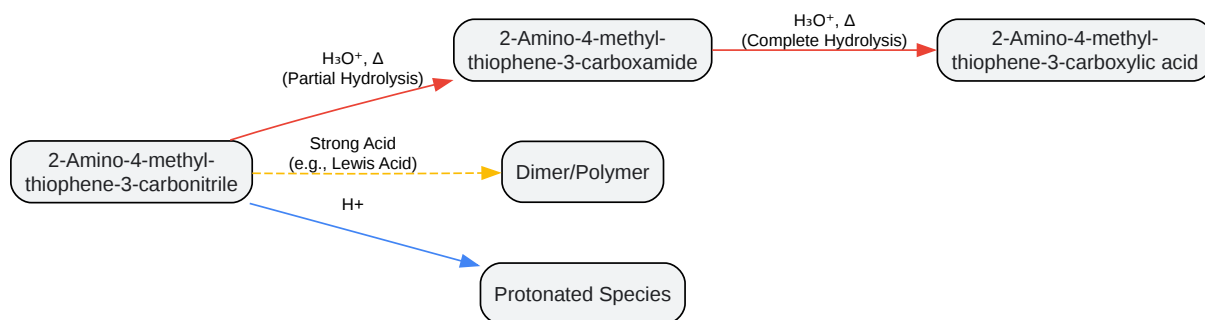 2-Amino-4-methyl-
thiophene-3-carbonitrile
H₃O⁺, Δ
(Partial Hydrolysis)
2-Amino-4-methyl-
thiophene-3-carboxamide
H₃O⁺, Δ
(Complete Hydrolysis)
2-Amino-4-methyl-
thiophene-3-carboxylic acid
Strong Acid
(e.g., Lewis Acid)
Dimer/Polymer
H+
Protonated Species